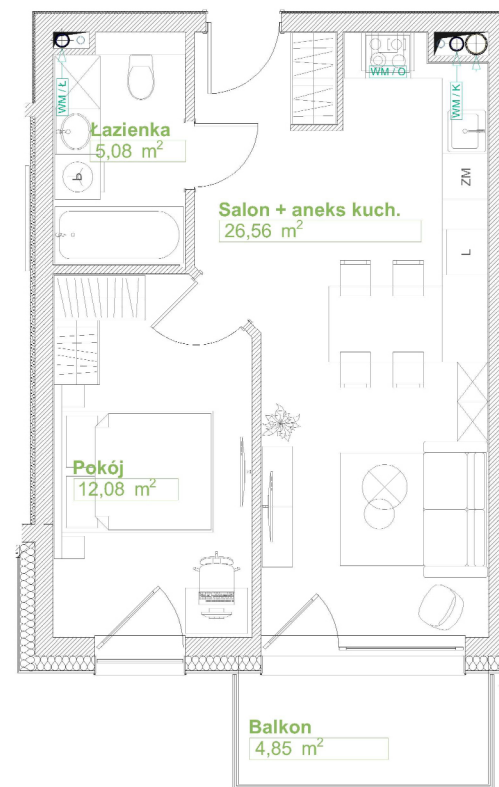 WM / O
WM / Ł
WM / K
Łazienka
5,08 m²
P
ZM
Salon + aneks kuch.
26,56 m²
L
Pokój
12,08 m²
Balkon
4,85 m²